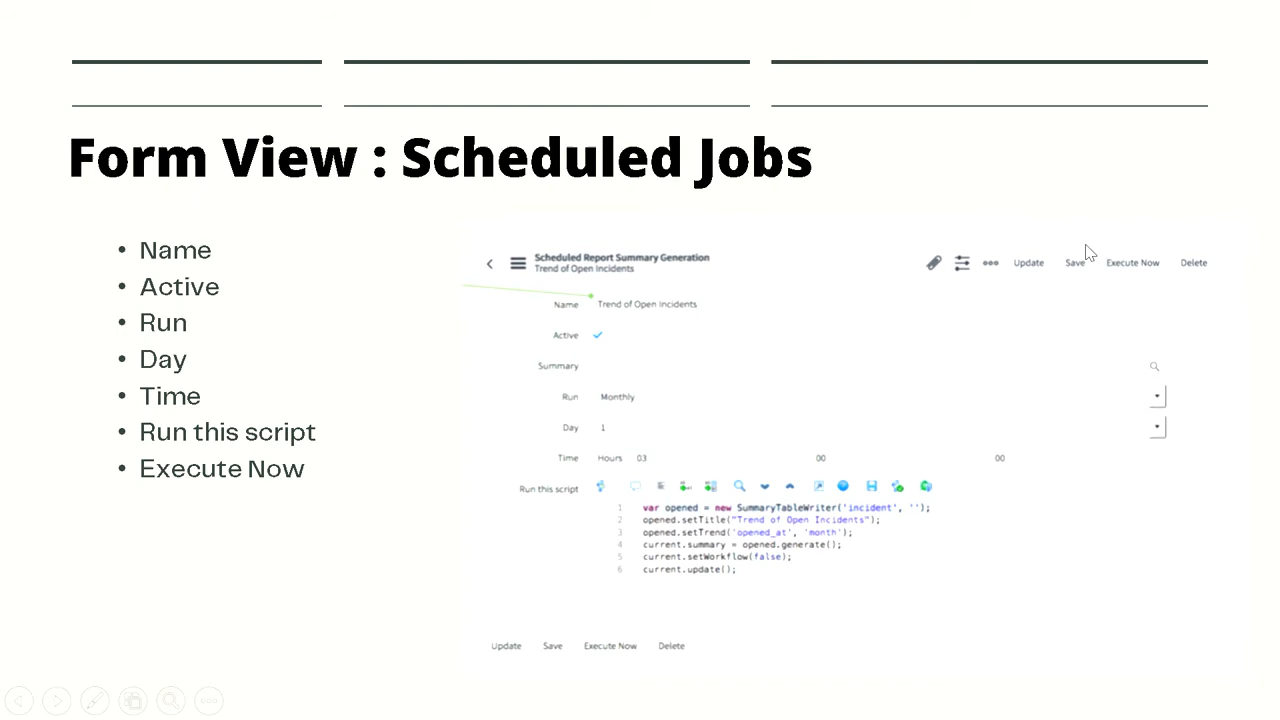 Form View : Scheduled Jobs
• Name
• Active
• Run
• Day
• Time
• Run this script
• Execute Now
Scheduled Report Summary Generation
Trend of Open Incidents
Update Save Execute Now Delete
Name Trend of Open Incidents
Active
Summary
Run Monthly
Day 1
Time Hours 03 00 00
Run this script
1 var opened = new SummaryTableWriter('incident', '');
2 opened.setTitle("Trend of Open Incidents");
3 opened.setTrend('opened_at', 'month');
4 current.summary = opened.generate();
5 current.setWorkflow(false);
6 current.update();
Update Save Execute Now Delete